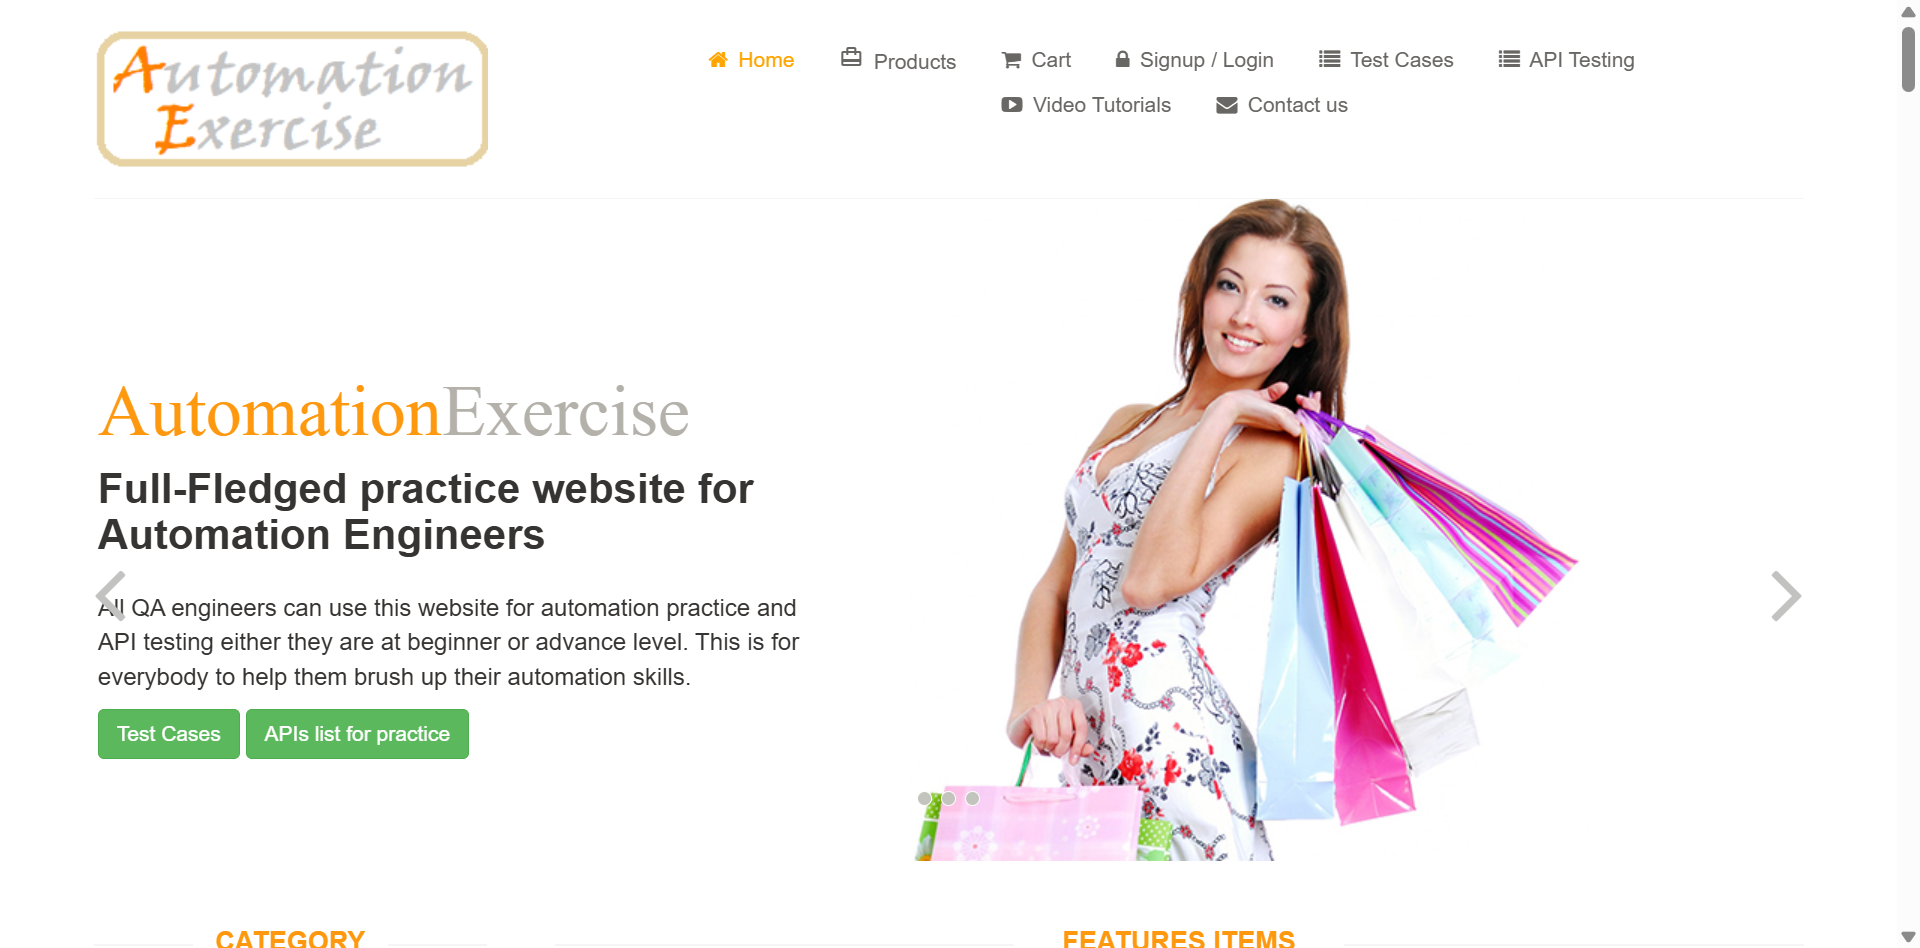 Automation
Exercise
Home Products Cart Signup / Login Test Cases API Testing
Video Tutorials Contact us
AutomationExercise
Full-Fledged practice website for
Automation Engineers
All QA engineers can use this website for automation practice and
API testing either they are at beginner or advance level. This is for
everybody to help them brush up their automation skills.
Test Cases APIs list for practice
CATEGORY FEATURES ITEMS